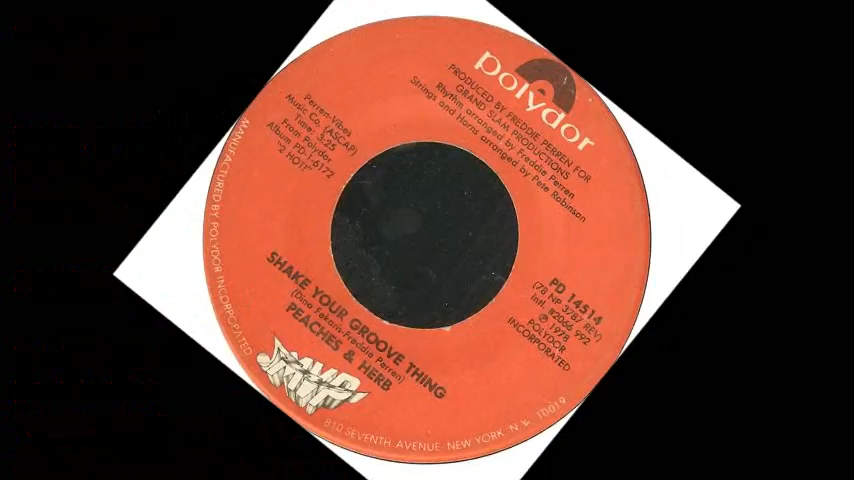 polydor
PRODUCED BY FREDDIE PERREN FOR
GRAND SLAM PRODUCTIONS
Rhythm arranged by Freddie Perren
Strings and Horns arranged by Pete Robinson
Perren-Vibes
Music Co. (ASCAP)
Time: 3:25
From Polydor
Album PD-1-6172
"2 HOT!"
PD 14514
(78 NP 3787 REV)
Intl. #2066 992
℗ 1978
POLYDOR
INCORPORATED
SHAKE YOUR GROOVE THING
(Dino Fekaris-Freddie Perren)
PEACHES & HERB
MVP
MANUFACTURED BY POLYDOR INCORPORATED
810 SEVENTH AVENUE, NEW YORK, N.Y. 10019